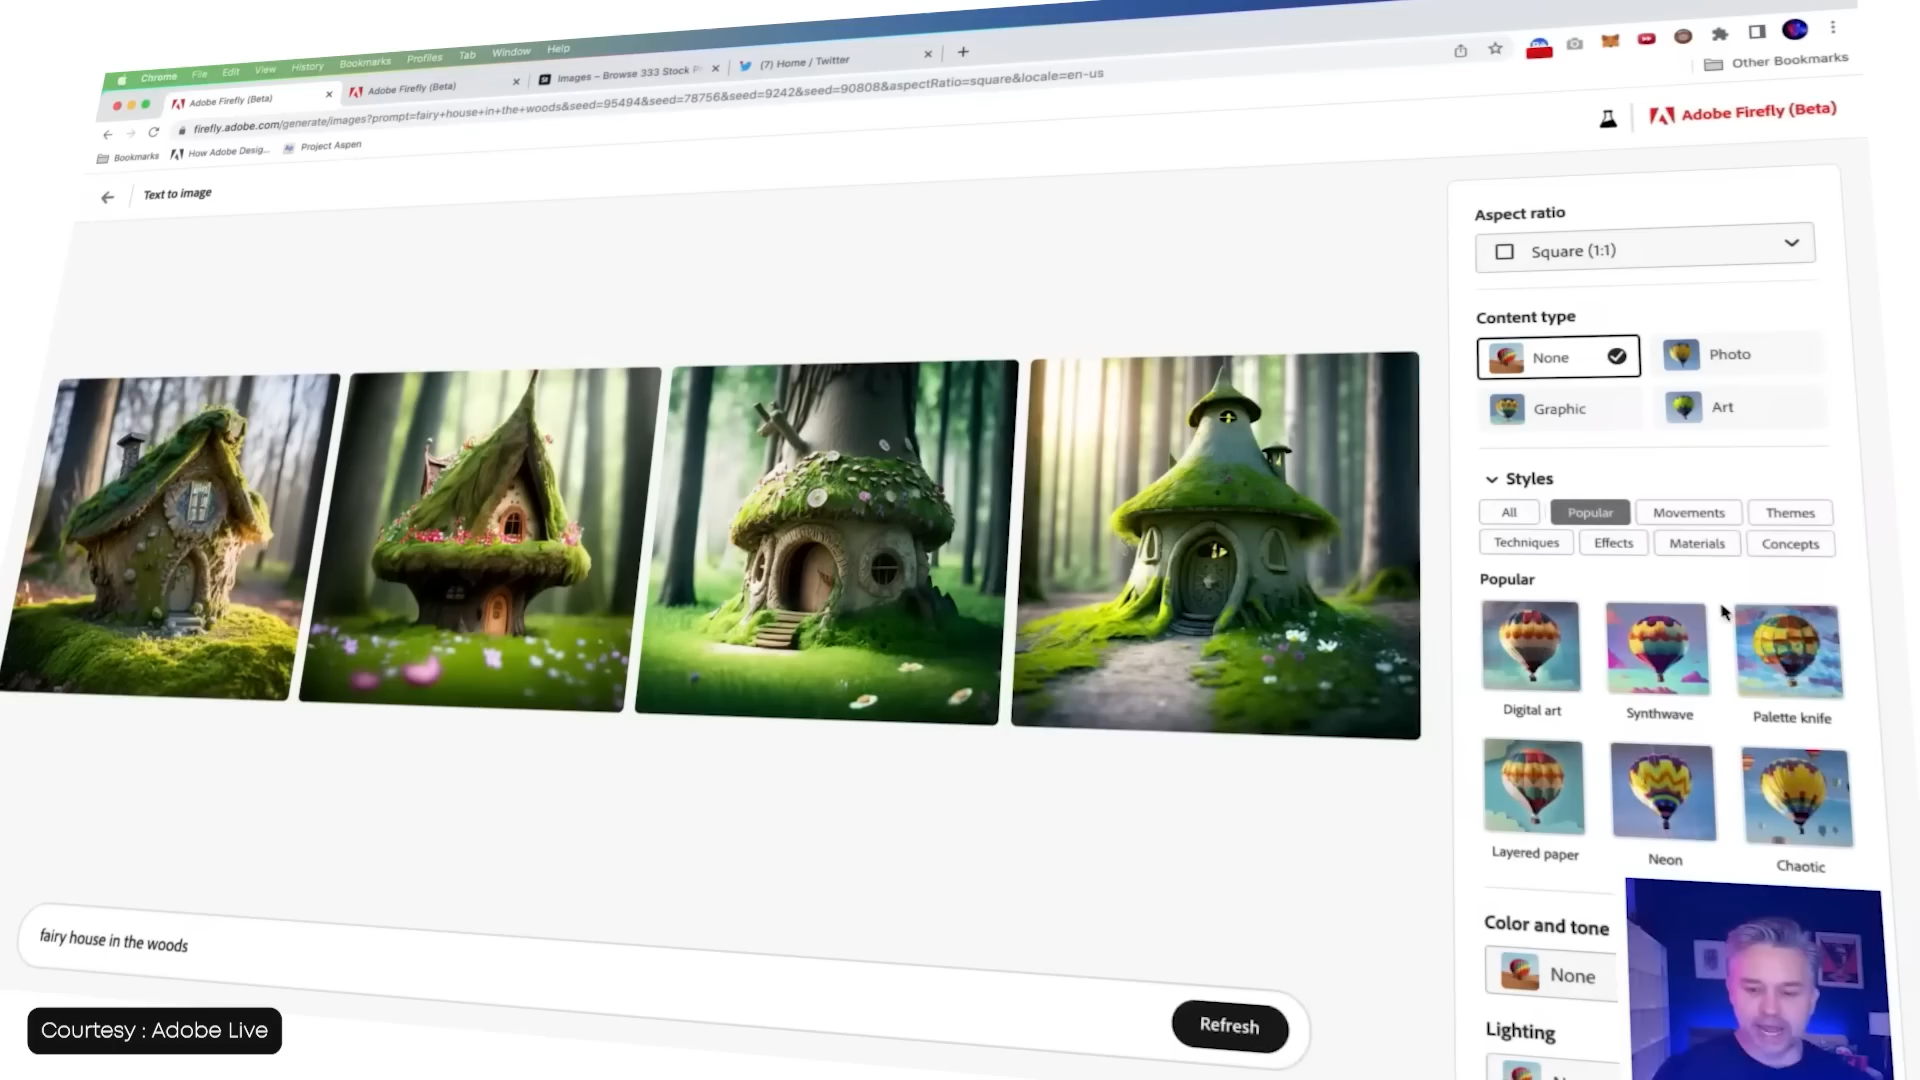 Chrome File Edit View History Bookmarks Profiles Tab Window Help
Adobe Firefly (Beta)
Adobe Firefly (Beta)
Images – Browse 333 Stock
(7) Home / Twitter
firefly.adobe.com/generate/images?prompt=fairy+house+in+the+woods&seed=95494&seed=78756&seed=9242&seed=90808&aspectRatio=square&locale=en-us
Bookmarks
How Adobe Desig...
Project Aspen
Other Bookmarks
Text to image
Adobe Firefly (Beta)
Aspect ratio
Square (1:1)
Content type
None
Photo
Graphic
Art
Styles
All
Popular
Movements
Themes
Techniques
Effects
Materials
Concepts
Popular
Digital art
Synthwave
Palette knife
Layered paper
Neon
Chaotic
Color and tone
None
Lighting
fairy house in the woods
Refresh
Courtesy : Adobe Live